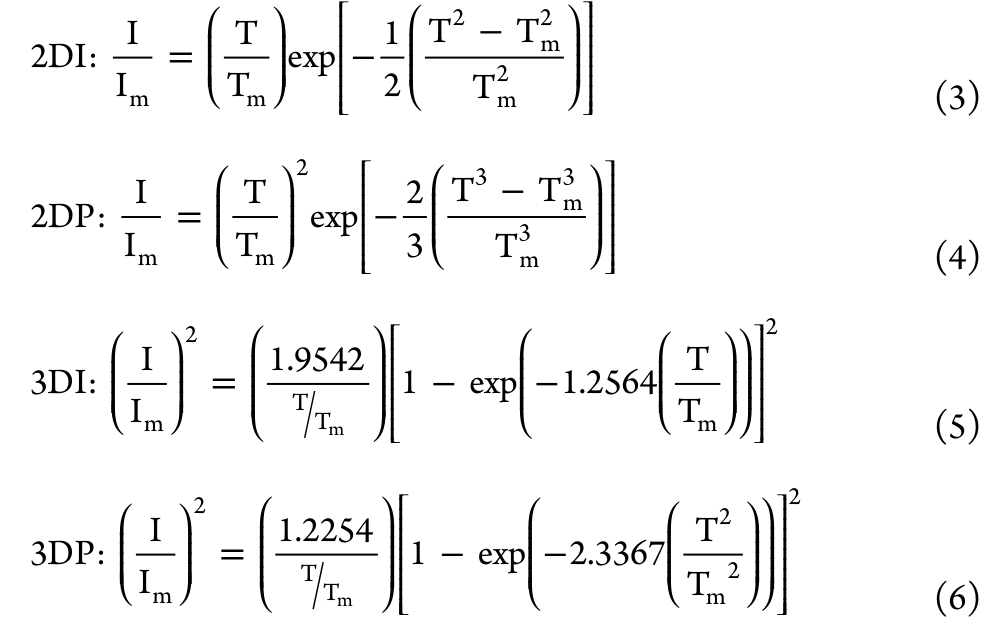 2DI: I/I_m = (T/T_m)exp[−1/2((T^2 − T_m^2)/T_m^2)] (3)
2DP: I/I_m = (T/T_m)^2 exp[−2/3((T^3 − T_m^3)/T_m^3)] (4)
3DI: (I/I_m)^2 = (1.9542/(T/T_m))[1 − exp(−1.2564(T/T_m))]^2 (5)
3DP: (I/I_m)^2 = (1.2254/(T/T_m))[1 − exp(−2.3367(T^2/T_m^2))]^2 (6)